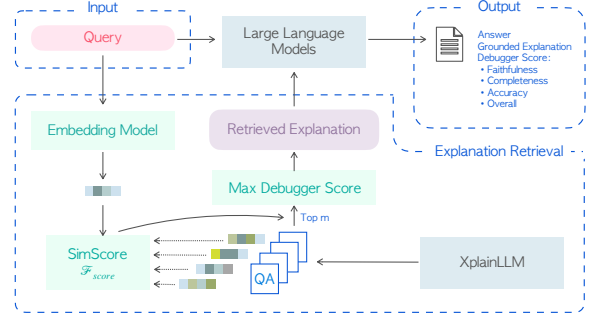 Input
Query
Large Language
Models
Output
Answer
Grounded Explanation
Debugger Score:
• Faithfulness
• Completeness
• Accuracy
• Overall
Embedding Model
Retrieved Explanation
Explanation Retrieval
Max Debugger Score
Top m
SimScore
ℱ score
QA
XplainLLM